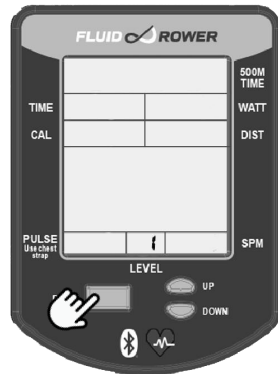 FLUID ROWER
500M
TIME
TIME
WATT
CAL
DIST
PULSE
Use chest
strap
1
SPM
LEVEL
UP
DOWN